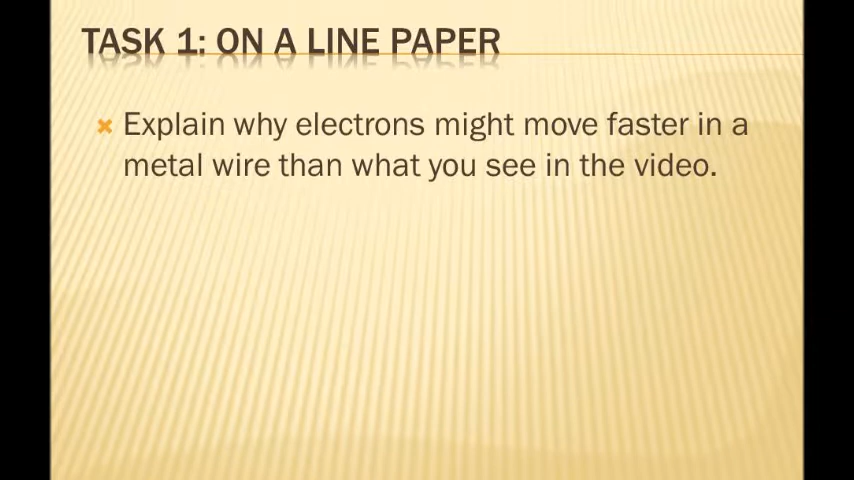 TASK 1: ON A LINE PAPER
Explain why electrons might move faster in a
metal wire than what you see in the video.